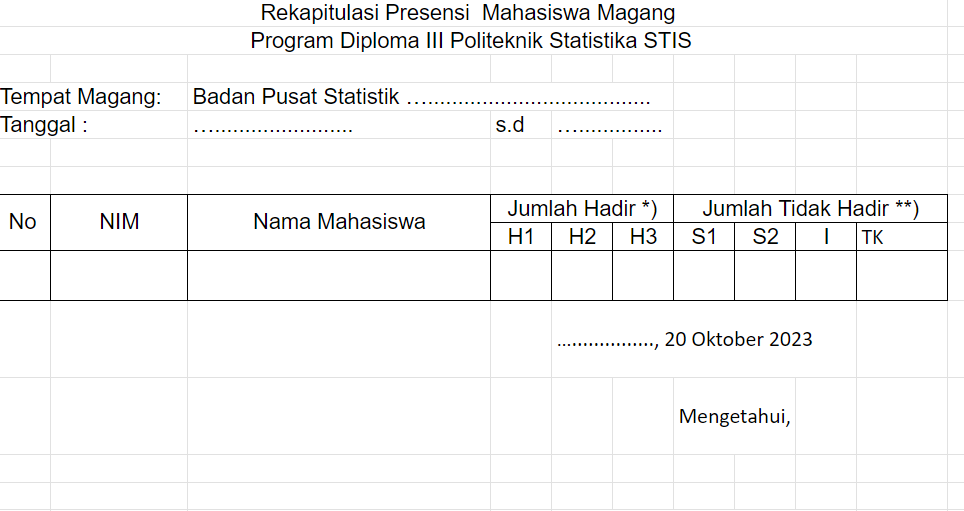 Rekapitulasi Presensi  Mahasiswa Magang
Program Diploma III Politeknik Statistika STIS
Tempat Magang: Badan Pusat Statistik ….....................................
Tanggal : ….......................  s.d  …..............
No NIM Nama Mahasiswa Jumlah Hadir *) Jumlah Tidak Hadir **)
H1 H2 H3 S1 S2 I TK
…................, 20 Oktober 2023
Mengetahui,